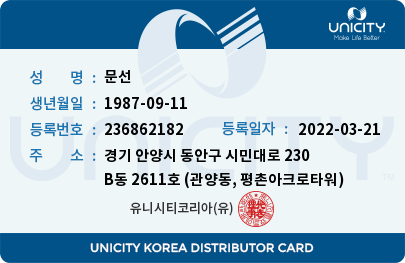 UNICITY
Make Life Better
UNICITY
성 명 : 문선
생년월일 : 1987-09-11
등록번호 : 236862182 등록일자 : 2022-03-21
주 소 : 경기 안양시 동안구 시민대로 230
B동 2611호 (관양동, 평촌아크로타워)
유니시티코리아(유)
UNICITY KOREA DISTRIBUTOR CARD